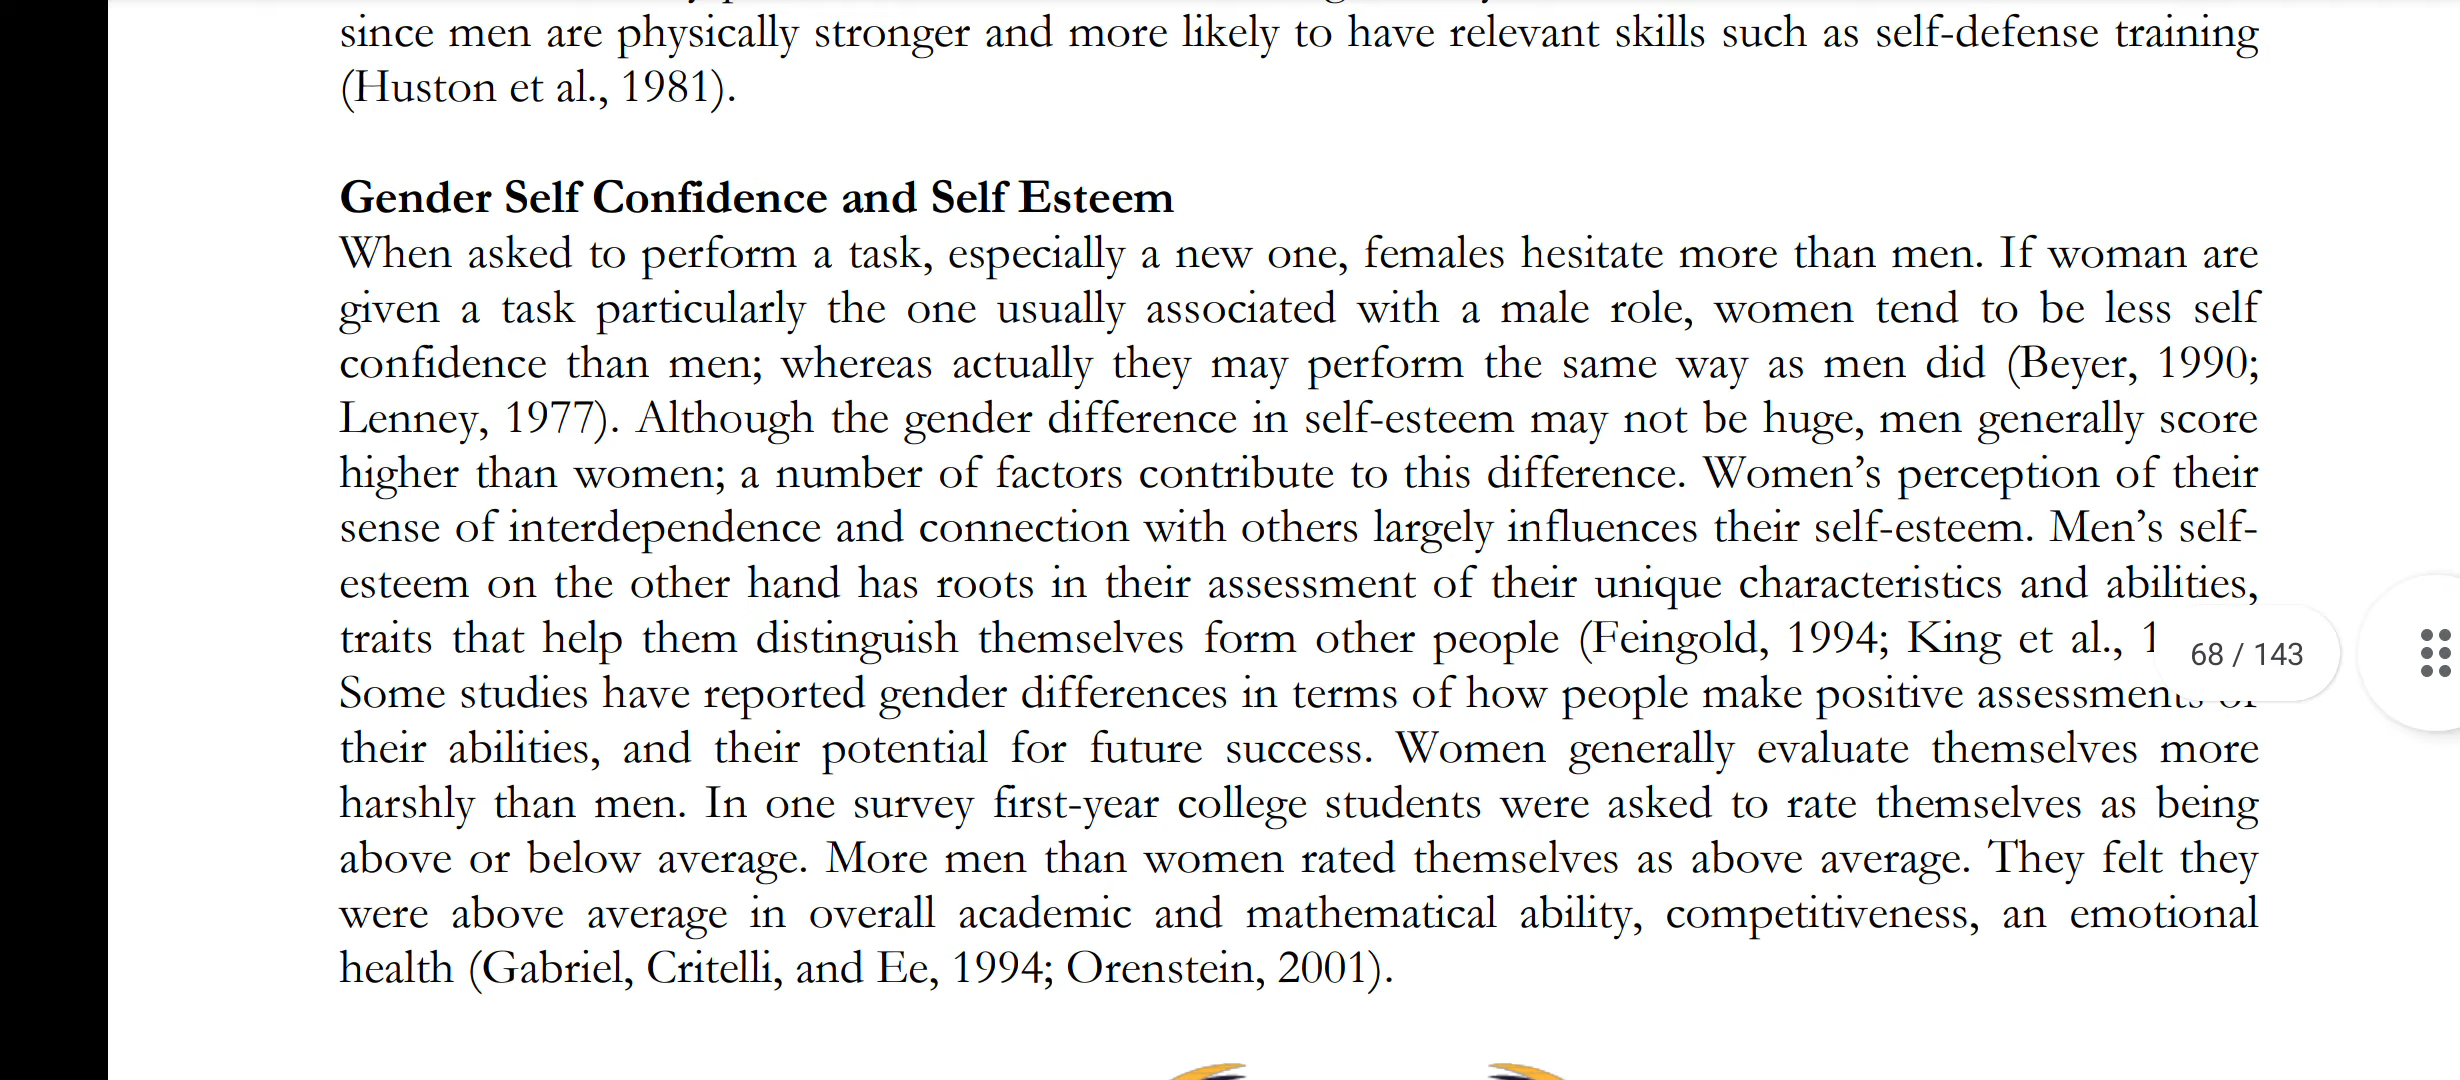 since men are physically stronger and more likely to have relevant skills such as self-defense training
(Huston et al., 1981).
Gender Self Confidence and Self Esteem
When asked to perform a task, especially a new one, females hesitate more than men. If woman are
given a task particularly the one usually associated with a male role, women tend to be less self
confidence than men; whereas actually they may perform the same way as men did (Beyer, 1990;
Lenney, 1977). Although the gender difference in self-esteem may not be huge, men generally score
higher than women; a number of factors contribute to this difference. Women’s perception of their
sense of interdependence and connection with others largely influences their self-esteem. Men’s self-
esteem on the other hand has roots in their assessment of their unique characteristics and abilities,
traits that help them distinguish themselves form other people (Feingold, 1994; King et al., 1
68 / 143
Some studies have reported gender differences in terms of how people make positive assessments of
their abilities, and their potential for future success. Women generally evaluate themselves more
harshly than men. In one survey first-year college students were asked to rate themselves as being
above or below average. More men than women rated themselves as above average. They felt they
were above average in overall academic and mathematical ability, competitiveness, an emotional
health (Gabriel, Critelli, and Ee, 1994; Orenstein, 2001).